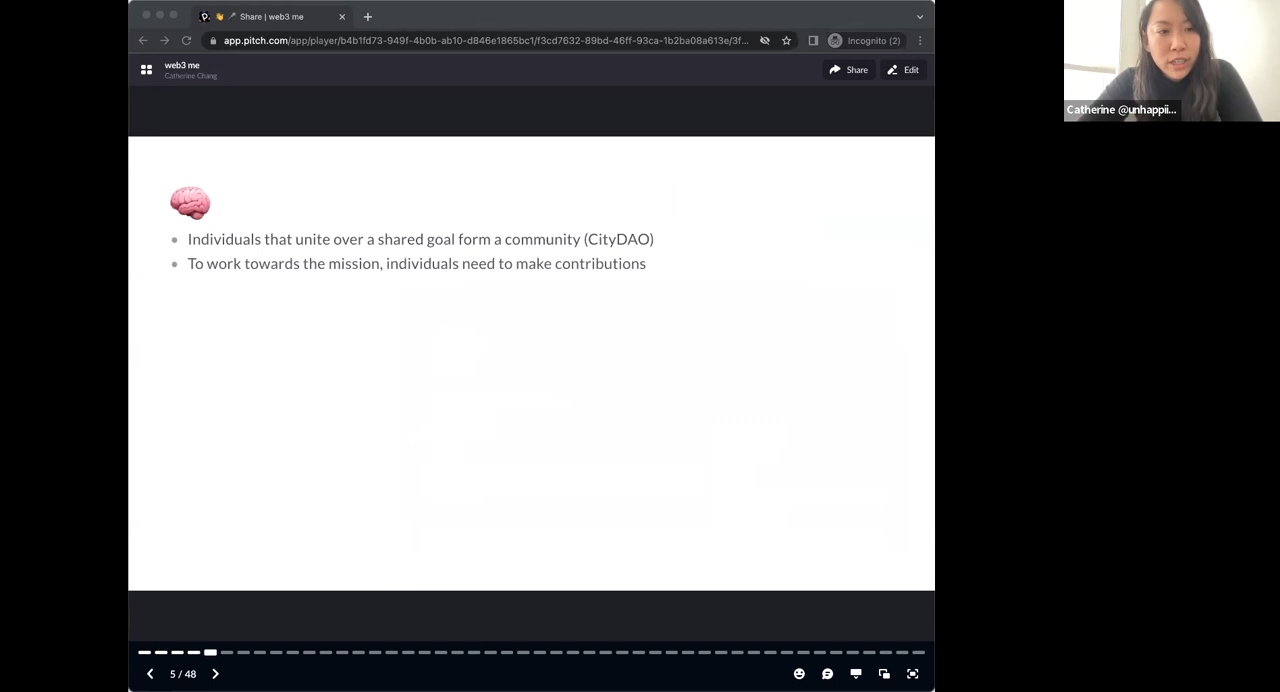 👋 🎤 Share | web3 me
app.pitch.com/app/player/b4b1fd73-949f-4b0b-ab10-d846e1865bc1/f3cd7632-89bd-46ff-93ca-1b2ba08a613e/3f...
Incognito (2)
web3 me
Catherine Chang
Share
Edit
Catherine @unhappii...
Individuals that unite over a shared goal form a community (CityDAO)
To work towards the mission, individuals need to make contributions
5 / 48